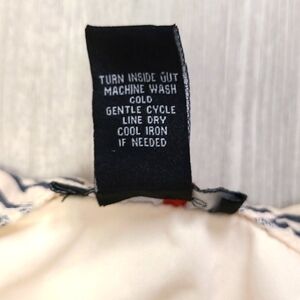 TURN INSIDE OUT
MACHINE WASH
COLD
GENTLE CYCLE
LINE DRY
COOL IRON
IF NEEDED